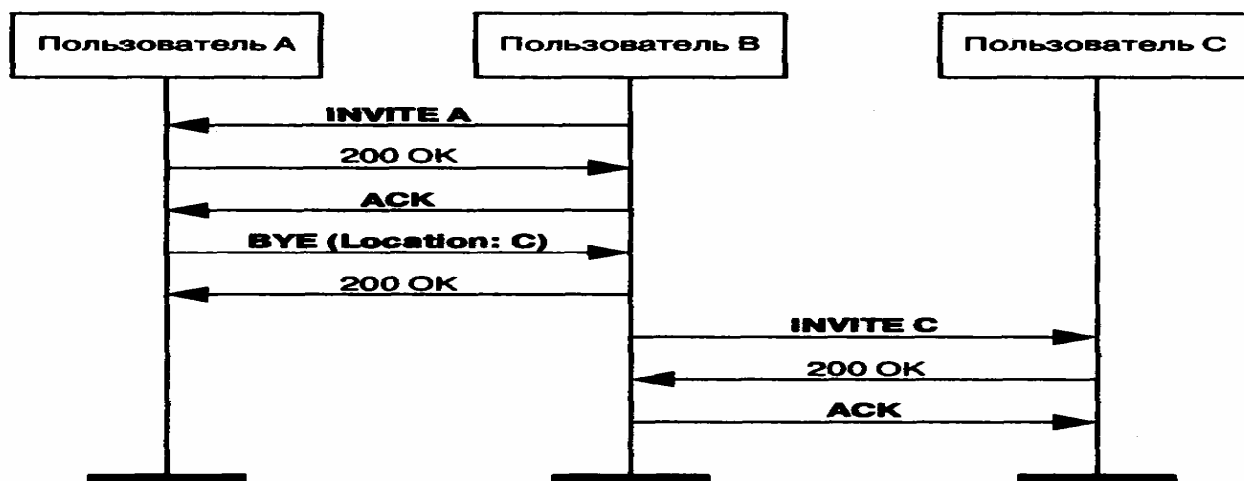 Пользователь A
Пользователь B
Пользователь C
INVITE A
200 OK
ACK
BYE (Location: C)
200 OK
INVITE C
200 OK
ACK